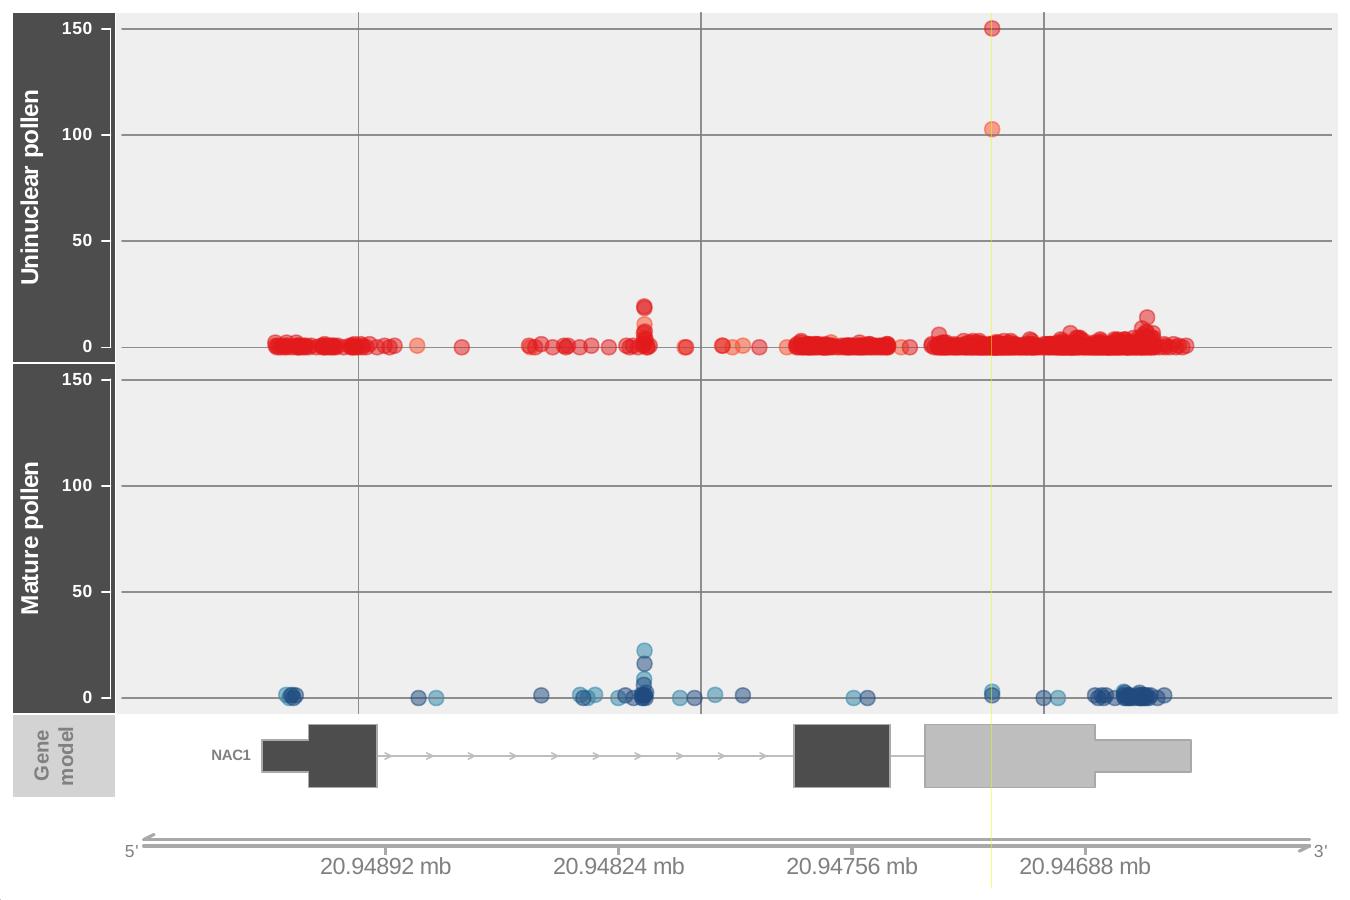 150
100
50
0
Uninuclear pollen
150
100
50
0
Mature pollen
Gene
model
NAC1
5'
3'
20.94892 mb
20.94824 mb
20.94756 mb
20.94688 mb